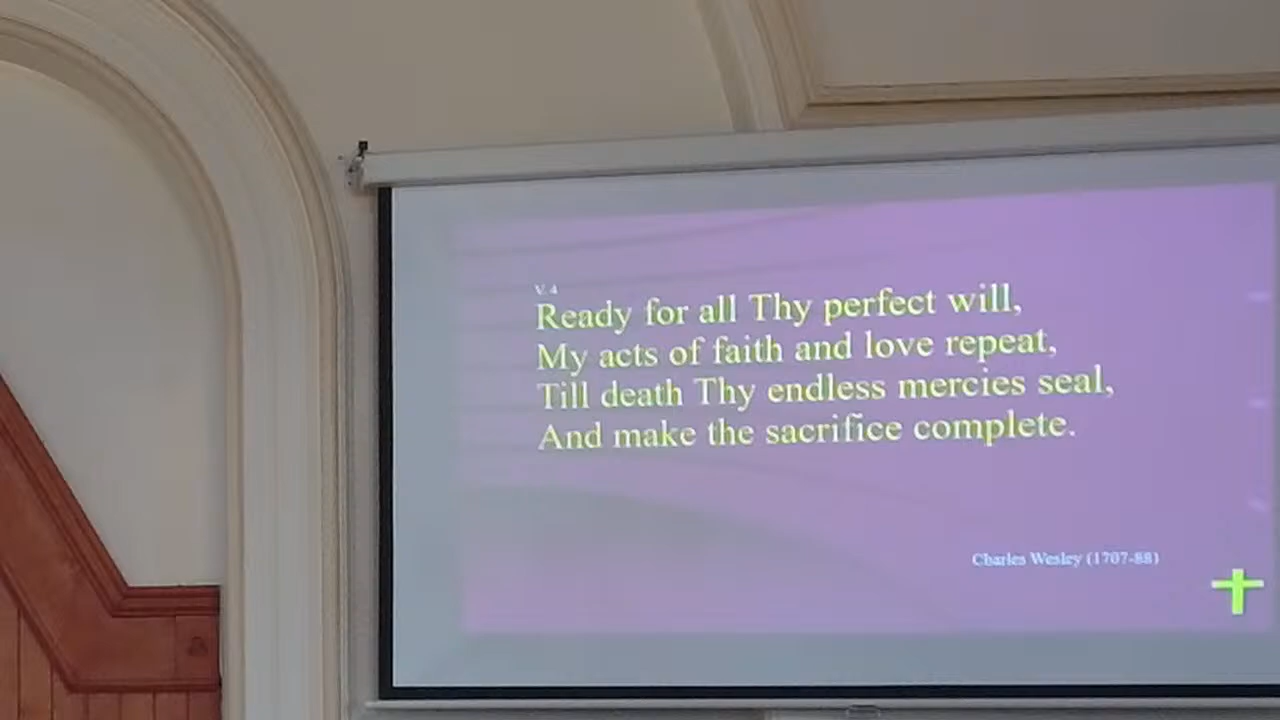 V. 4
Ready for all Thy perfect will,
My acts of faith and love repeat,
Till death Thy endless mercies seal,
And make the sacrifice complete.
Charles Wesley (1707-88)